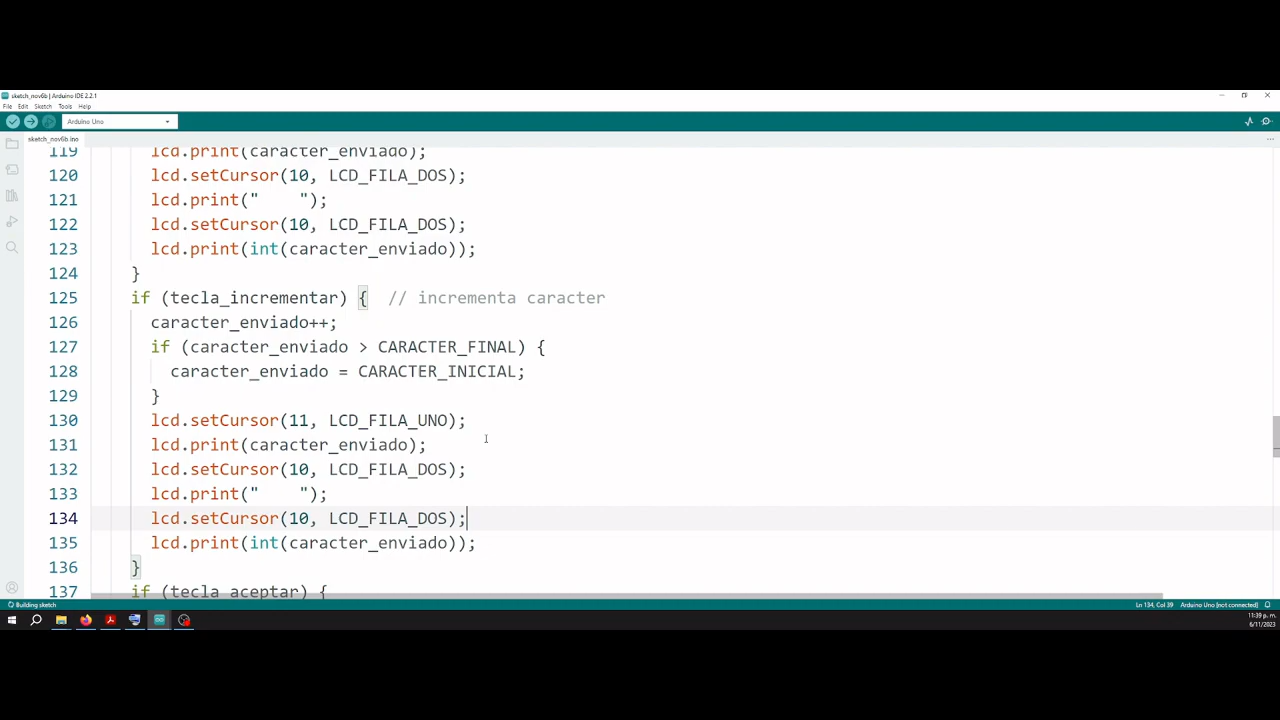 sketch_nov6b | Arduino IDE 2.2.1
File Edit Sketch Tools Help
Arduino Uno
sketch_nov6b.ino
119 lcd.print(caracter_enviado);
120 lcd.setCursor(10, LCD_FILA_DOS);
121 lcd.print("    ");
122 lcd.setCursor(10, LCD_FILA_DOS);
123 lcd.print(int(caracter_enviado));
124 }
125 if (tecla_incrementar) { // incrementa caracter
126 caracter_enviado++;
127 if (caracter_enviado > CARACTER_FINAL) {
128 caracter_enviado = CARACTER_INICIAL;
129 }
130 lcd.setCursor(11, LCD_FILA_UNO);
131 lcd.print(caracter_enviado);
132 lcd.setCursor(10, LCD_FILA_DOS);
133 lcd.print("    ");
134 lcd.setCursor(10, LCD_FILA_DOS);
135 lcd.print(int(caracter_enviado));
136 }
137 if (tecla_aceptar) {
Building sketch Ln 134, Col 39 Arduino Uno [not connected]
11:39 p. m.
6/11/2023